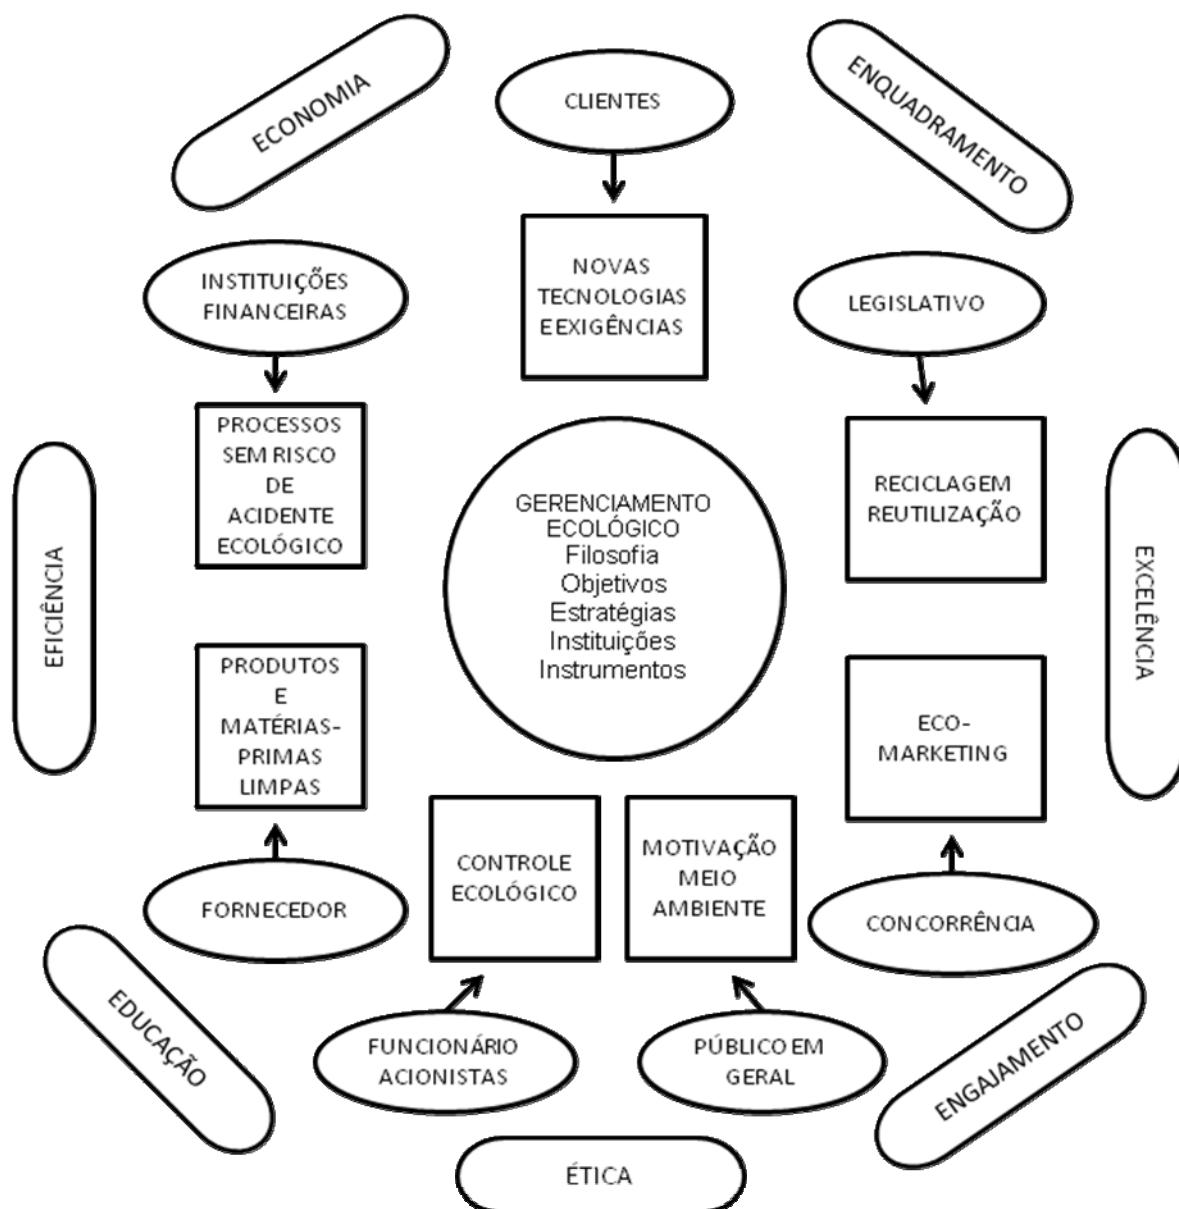 ECONOMIA
CLIENTES
ENQUADRAMENTO
INSTITUIÇÕES
FINANCEIRAS
NOVAS
TECNOLOGIAS
E EXIGÊNCIAS
LEGISLATIVO
PROCESSOS
SEM RISCO
DE
ACIDENTE
ECOLÓGICO
GERENCIAMENTO
ECOLÓGICO
Filosofia
Objetivos
Estratégias
Instituições
Instrumentos
RECICLAGEM
REUTILIZAÇÃO
EFICIÊNCIA
EXCELÊNCIA
PRODUTOS
E
MATÉRIAS-
PRIMAS
LIMPAS
ECO-
MARKETING
CONTROLE
ECOLÓGICO
MOTIVAÇÃO
MEIO
AMBIENTE
FORNECEDOR
CONCORRÊNCIA
EDUCAÇÃO
FUNCIONÁRIO
ACIONISTAS
PÚBLICO EM
GERAL
ENGAJAMENTO
ÉTICA